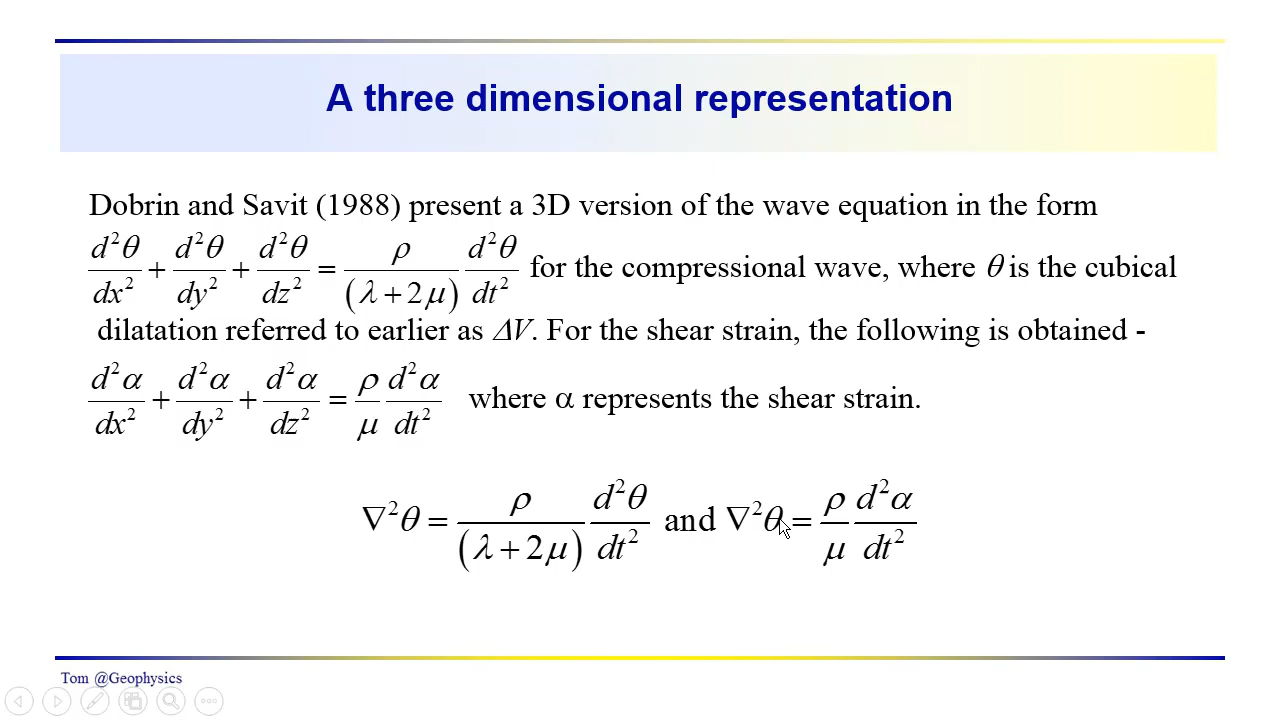 A three dimensional representation
Dobrin and Savit (1988) present a 3D version of the wave equation in the form
d²θ/dx² + d²θ/dy² + d²θ/dz² = ρ/(λ+2μ) d²θ/dt² for the compressional wave, where θ is the cubical
dilatation referred to earlier as ΔV. For the shear strain, the following is obtained -
d²α/dx² + d²α/dy² + d²α/dz² = ρ/μ d²α/dt² where α represents the shear strain.
∇²θ = ρ/(λ+2μ) d²θ/dt² and ∇²θ = ρ/μ d²α/dt²
Tom @Geophysics